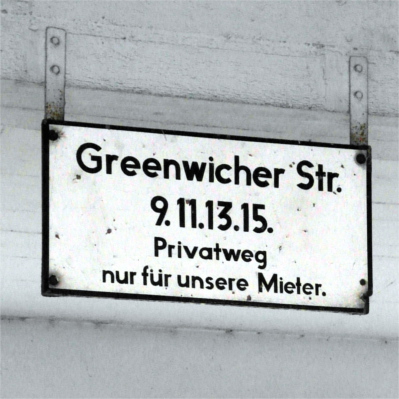 Greenwicher Str.
9.11.13.15.
Privatweg
nur für unsere Mieter.